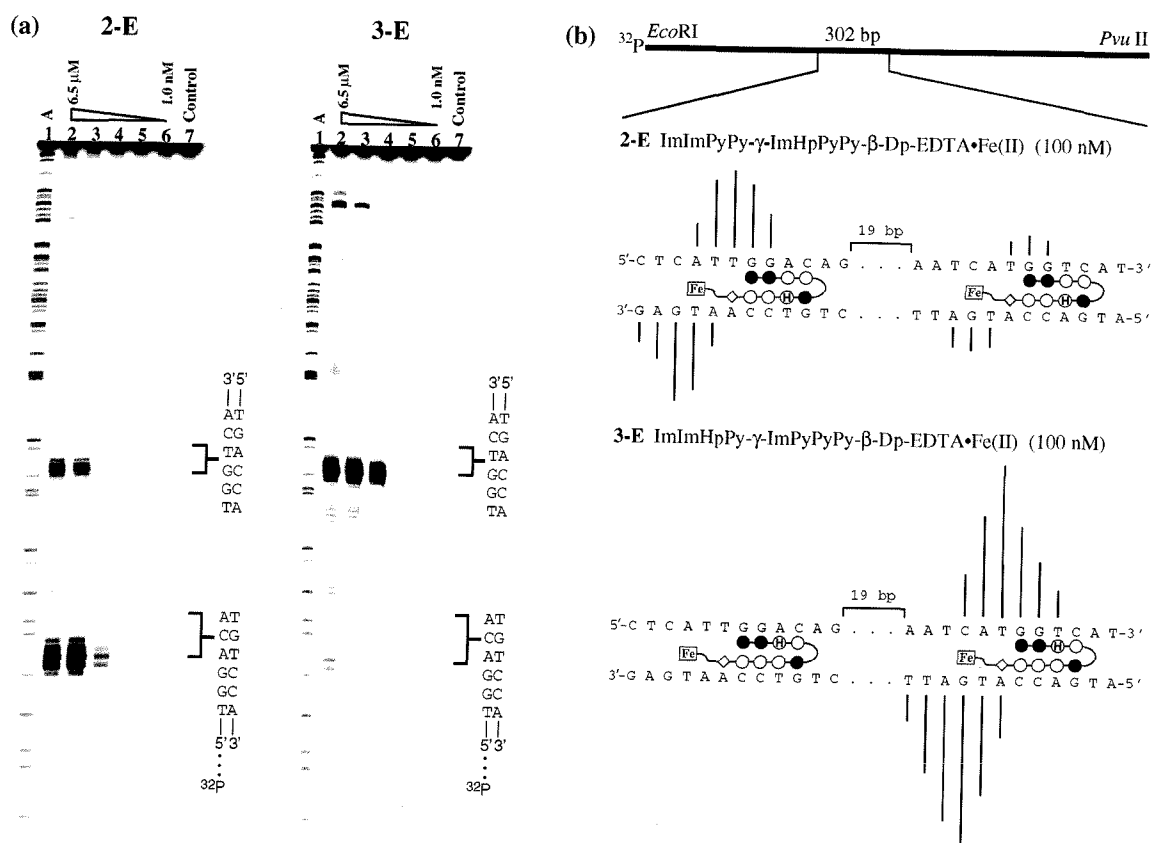 (a)
2-E
A
6.5 µM
1.0 nM
Control
1 2 3 4 5 6 7
3'5'
AT
CG
TA
GC
GC
TA
AT
CG
AT
GC
GC
TA
5' 3'
32P
3-E
A
6.5 µM
1.0 nM
Control
1 2 3 4 5 6 7
3'5'
AT
CG
TA
GC
GC
TA
AT
CG
AT
GC
GC
TA
5' 3'
32P
(b)
32P EcoRI 302 bp Pvu II
2-E ImImPyPy-γ-ImHpPyPy-β-Dp-EDTA•Fe(II) (100 nM)
19 bp
5'-C T C A T T G G A C A G . . . A A T C A T G G T C A T-3'
Fe H Fe H
3'-G A G T A A C C T G T C . . . T T A G T A C C A G T A-5'
3-E ImImHpPy-γ-ImPyPyPy-β-Dp-EDTA•Fe(II) (100 nM)
19 bp
5'-C T C A T T G G A C A G . . . A A T C A T G G T C A T-3'
H H
Fe Fe
3'-G A G T A A C C T G T C . . . T T A G T A C C A G T A-5'